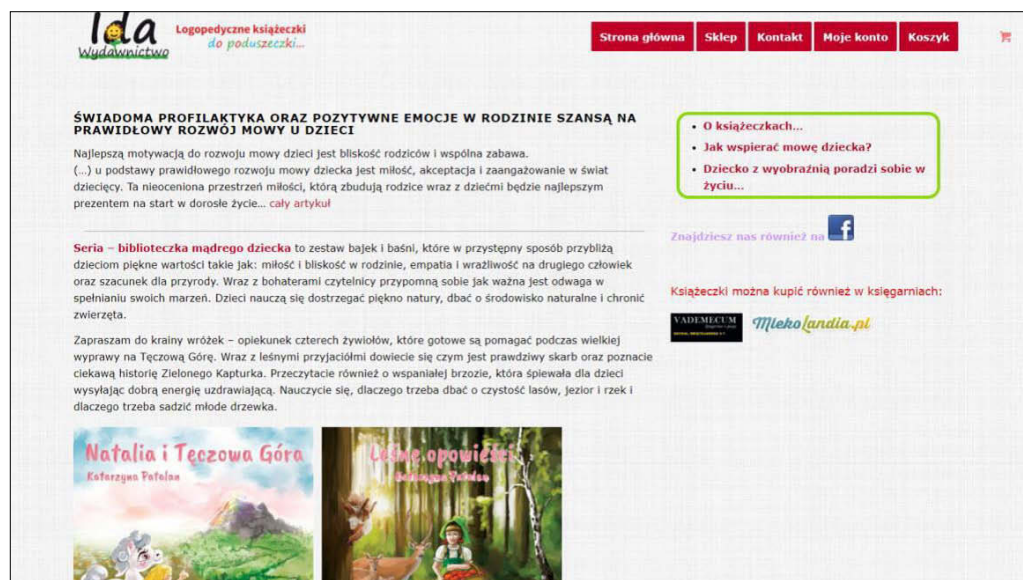 Ida
Wydawnictwo
Logopedyczne książeczki
do poduszeczki...
Strona główna
Sklep
Kontakt
Moje konto
Koszyk
ŚWIADOMA PROFILAKTYKA ORAZ POZYTYWNE EMOCJE W RODZINIE SZANSĄ NA
PRAWIDŁOWY ROZWÓJ MOWY U DZIECI
Najlepszą motywacją do rozwoju mowy dzieci jest bliskość rodziców i wspólna zabawa.
(...) u podstawy prawidłowego rozwoju mowy dziecka jest miłość, akceptacja i zaangażowanie w świat
dziecięcy. Ta nieoceniona przestrzeń miłości, którą zbudują rodzice wraz z dziećmi będzie najlepszym
prezentem na start w dorosłe życie... cały artykuł
Seria – biblioteczka mądrego dziecka to zestaw bajek i baśni, które w przystępny sposób przybliżą
dzieciom piękne wartości takie jak: miłość i bliskość w rodzinie, empatia i wrażliwość na drugiego człowiek
oraz szacunek dla przyrody. Wraz z bohaterami czytelnicy przypomną sobie jak ważna jest odwaga w
spełnianiu swoich marzeń. Dzieci nauczą się dostrzegać piękno natury, dbać o środowisko naturalne i chronić
zwierzęta.
Zapraszam do krainy wróżek – opiekunek czterech żywiołów, które gotowe są pomagać podczas wielkiej
wyprawy na Tęczową Górę. Wraz z leśnymi przyjaciółmi dowiecie się czym jest prawdziwy skarb oraz poznacie
ciekawą historię Zielonego Kapturka. Przeczytacie również o wspaniałej brzozie, która śpiewała dla dzieci
wysyłając dobrą energię uzdrawiającą. Nauczycie się, dlaczego trzeba dbać o czystość lasów, jezior i rzek i
dlaczego trzeba sadzić młode drzewka.
Natalia i Tęczowa Góra
Katarzyna Patalan
Leśne opowieści
Katarzyna Patalan
O książeczkach...
Jak wspierać mowę dziecka?
Dziecko z wyobraźnią poradzi sobie w
życiu...
Znajdziesz nas również na
Książeczki można kupić również w księgarniach:
VADEMECUM
MlekoLandia.pl